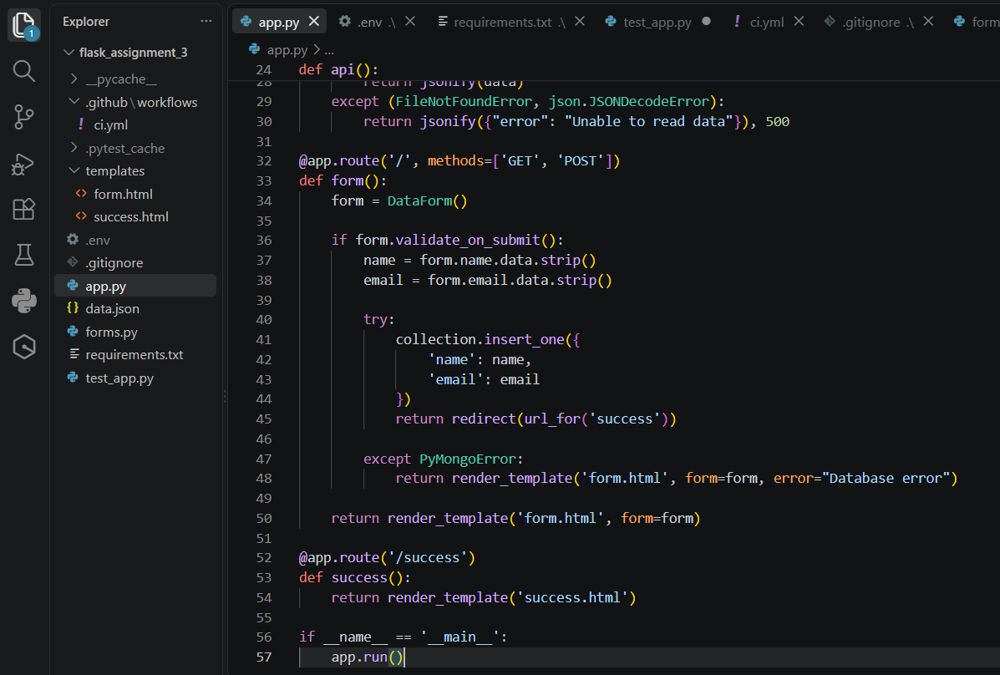 1
Explorer
...
flask_assignment_3
__pycache__
.github\workflows
! ci.yml
.pytest_cache
templates
<> form.html
<> success.html
.env
.gitignore
app.py
{} data.json
forms.py
requirements.txt
test_app.py
app.py .env .\ requirements.txt .\ test_app.py ! ci.yml .gitignore .\ form
app.py > ...
24 def api():
28 return jsonify(data)
29 except (FileNotFoundError, json.JSONDecodeError):
30 return jsonify({"error": "Unable to read data"}), 500
31
32 @app.route('/', methods=['GET', 'POST'])
33 def form():
34 form = DataForm()
35
36 if form.validate_on_submit():
37 name = form.name.data.strip()
38 email = form.email.data.strip()
39
40 try:
41 collection.insert_one({
42 'name': name,
43 'email': email
44 })
45 return redirect(url_for('success'))
46
47 except PyMongoError:
48 return render_template('form.html', form=form, error="Database error")
49
50 return render_template('form.html', form=form)
51
52 @app.route('/success')
53 def success():
54 return render_template('success.html')
55
56 if __name__ == '__main__':
57 app.run()